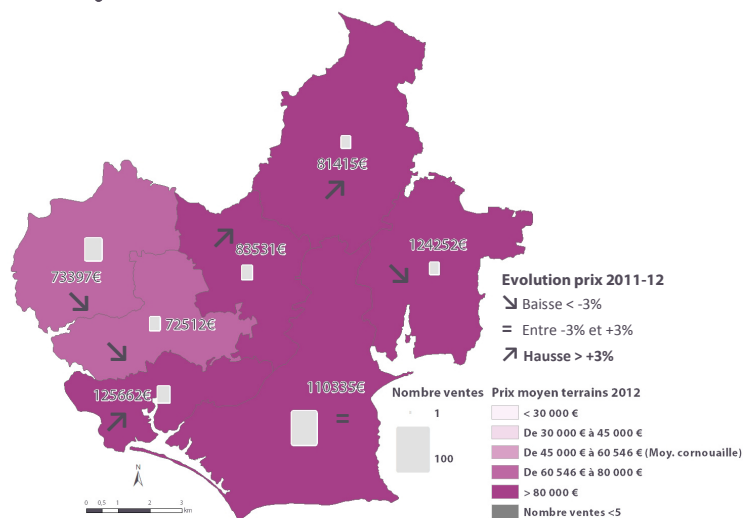 81415€
83531€
124252€
73397€
72512€
125662€
110335€
Evolution prix 2011-12
Baisse < -3%
= Entre -3% et +3%
Hausse > +3%
Nombre ventes
1
100
Prix moyen terrains 2012
< 30 000 €
De 30 000 € à 45 000 €
De 45 000 € à 60 546 € (Moy. cornouaille)
De 60 546 € à 80 000 €
> 80 000 €
Nombre ventes <5
N
0 0,5 1 2 3
km